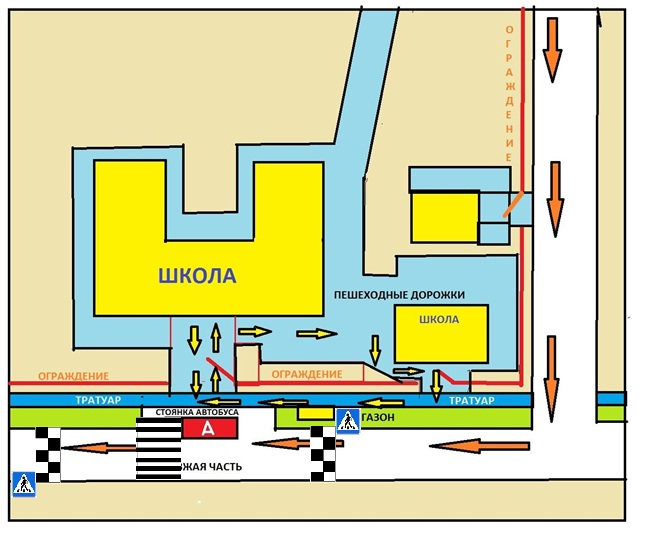 ОГРАЖДЕНИЕ
ШКОЛА
ПЕШЕХОДНЫЕ ДОРОЖКИ
ШКОЛА
ОГРАЖДЕНИЕ
ОГРАЖДЕНИЕ
ТРАТУАР
ТРАТУАР
СТОЯНКА АВТОБУСА
А
ГАЗОН
ЖАЯ ЧАСТЬ